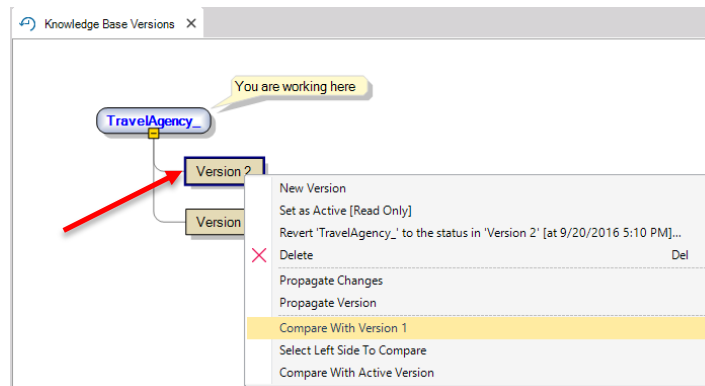 Knowledge Base Versions
You are working here
TravelAgency_
Version 2
Version
New Version
Set as Active [Read Only]
Revert 'TravelAgency_' to the status in 'Version 2' [at 9/20/2016 5:10 PM]...
Delete Del
Propagate Changes
Propagate Version
Compare With Version 1
Select Left Side To Compare
Compare With Active Version